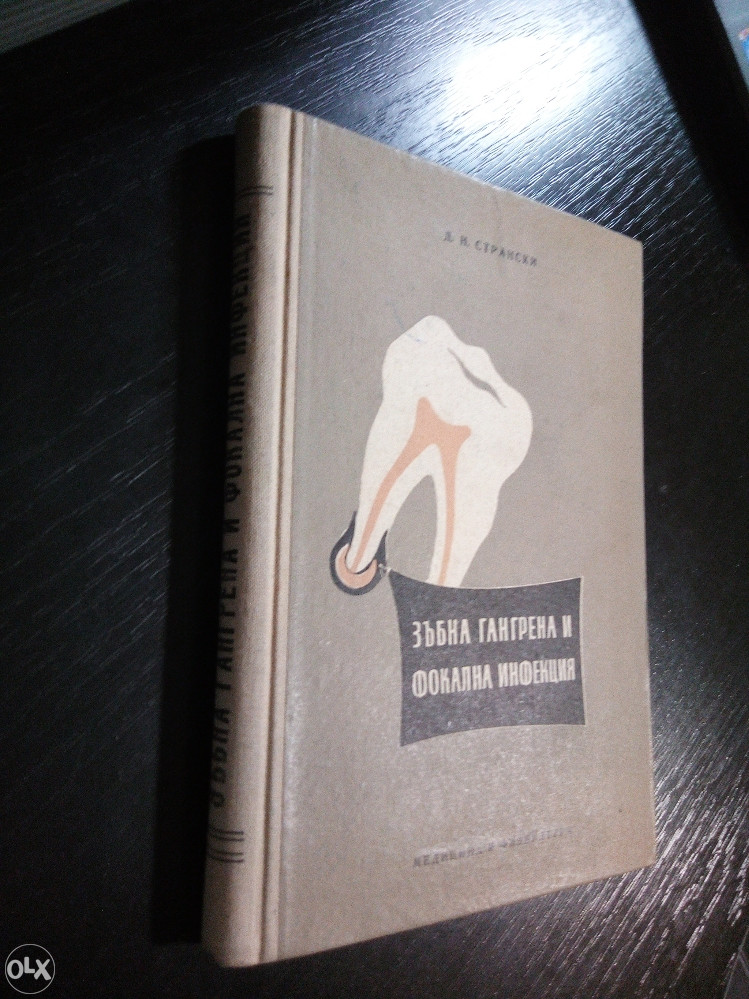 Д. Н. СТРАНСКИ
ЗЪБНА ГАНГРЕНА И
ФОКАЛНА ИНФЕКЦИЯ
МЕДИЦИНА И ФИЗКУЛТУРА
ЗЪБНА ГАНГРЕНА И ФОКАЛНА ИНФЕКЦИЯ
OLX